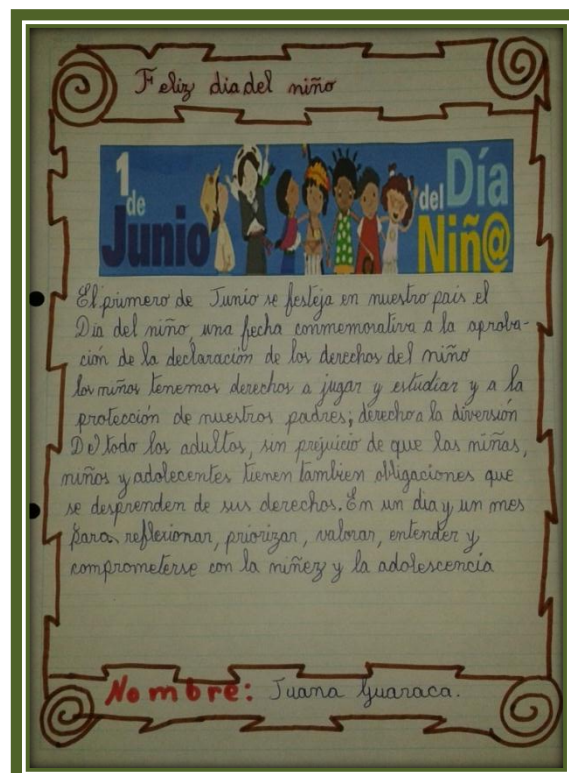 Feliz dia del niño
1 de Junio
del Día Niñ@
El primero de Junio se festeja en nuestro pais el
Dia del niño, una fecha conmemorativa a la aproba-
ción de la declaración de los derechos del niño
los niños tenemos derechos a jugar y estudiar y a la
protección de nuestros padres; derecho a la diversión
De todo los adultos, sin prejuicio de que las niñas,
niños y adolecentes tienen tambien obligaciones que
se desprenden de sus derechos. En un dia y un mes
para reflexionar, priorizar, valorar, entender y
comprometerse con la niñez y la adolescencia
Nombre: Juana Guaraca.